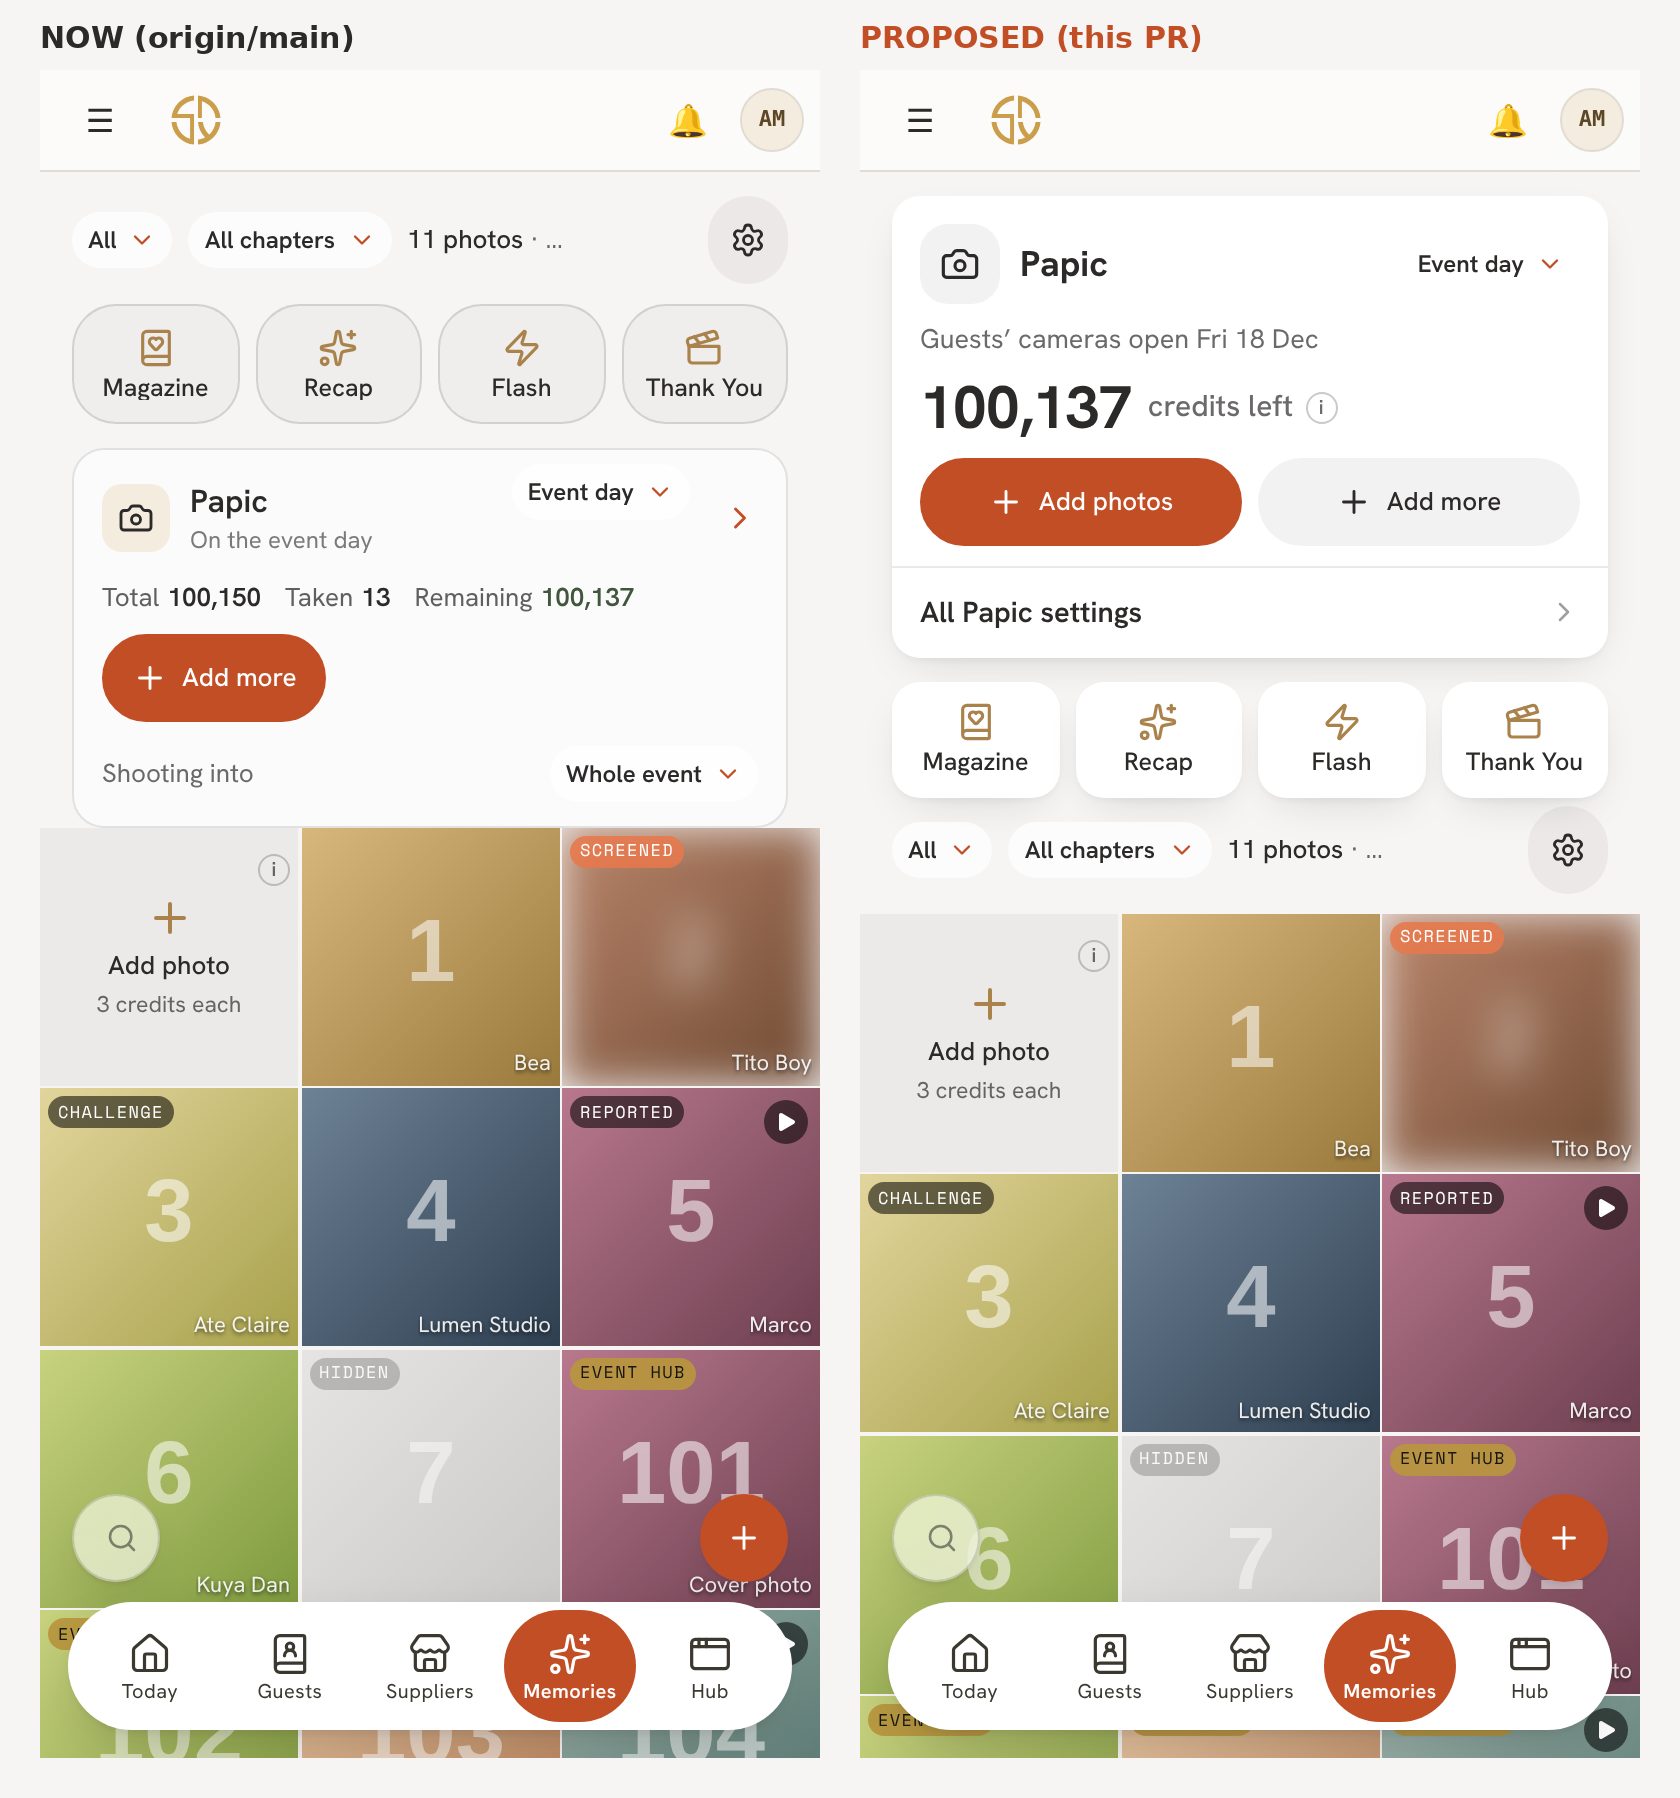 NOW (origin/main)
AM
All
All chapters
11 photos · ...
Magazine
Recap
Flash
Thank You
Papic
On the event day
Event day
Total 100,150 Taken 13 Remaining 100,137
Add more
Shooting into
Whole event
i
Add photo
3 credits each
1
Bea
SCREENED
Tito Boy
CHALLENGE
3
Ate Claire
4
Lumen Studio
REPORTED
5
Marco
6
Kuya Dan
HIDDEN
7
EVENT HUB
101
Cover photo
Today
Guests
Suppliers
Memories
Hub
102
103
104
PROPOSED (this PR)
AM
Papic
Event day
Guests’ cameras open Fri 18 Dec
100,137 credits left i
Add photos
Add more
All Papic settings
Magazine
Recap
Flash
Thank You
All
All chapters
11 photos · ...
i
Add photo
3 credits each
1
Bea
SCREENED
Tito Boy
CHALLENGE
3
Ate Claire
4
Lumen Studio
REPORTED
5
Marco
6
HIDDEN
7
EVENT HUB
101
Today
Guests
Suppliers
Memories
Hub